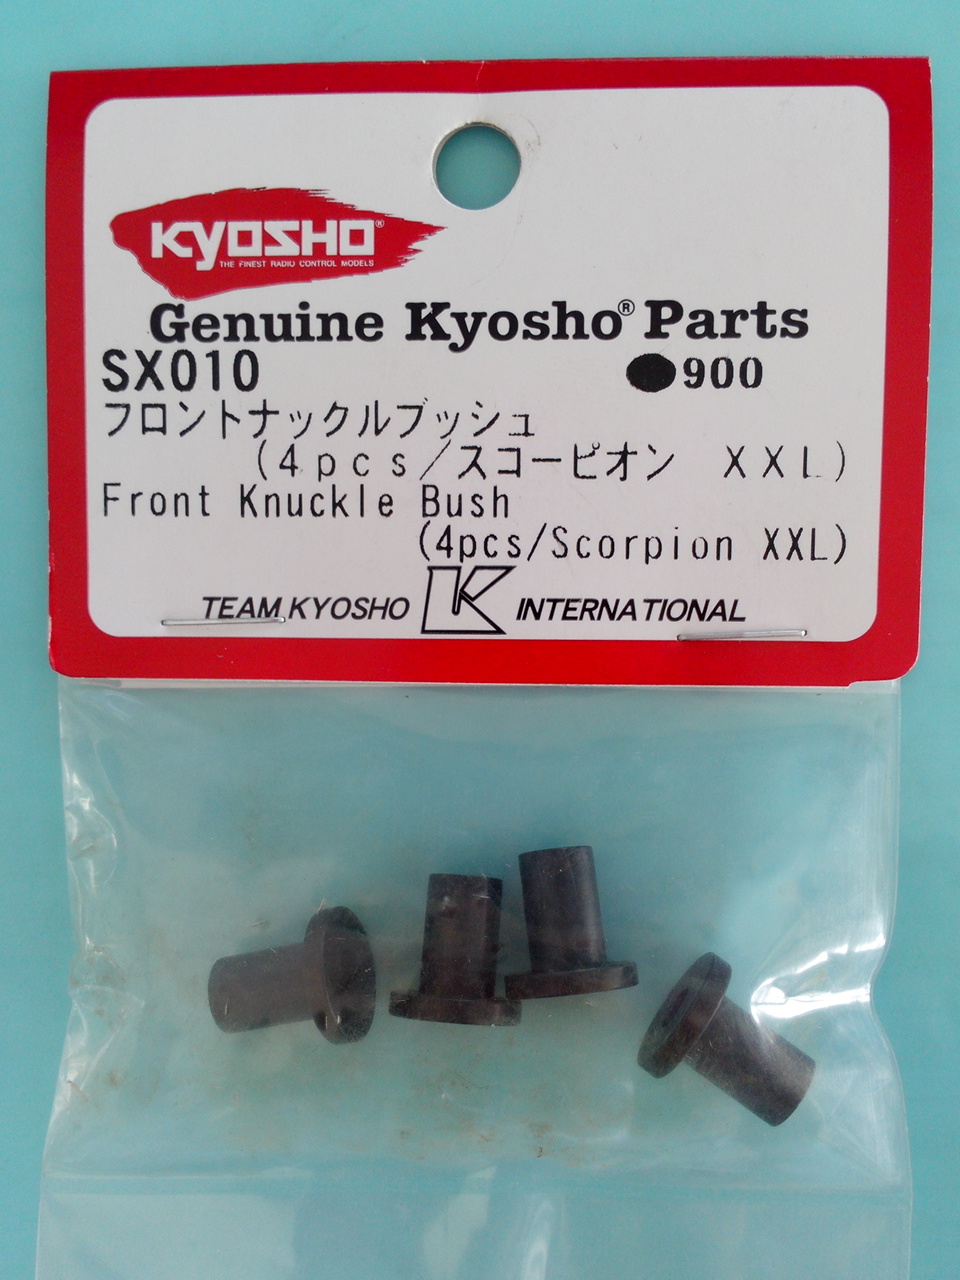 KYOSHO®
THE FINEST RADIO CONTROL MODELS
Genuine Kyosho® Parts
SX010 ●900
フロントナックルブッシュ
(4pcs/スコーピオン XXL)
Front Knuckle Bush
(4pcs/Scorpion XXL)
TEAM KYOSHO K INTERNATIONAL